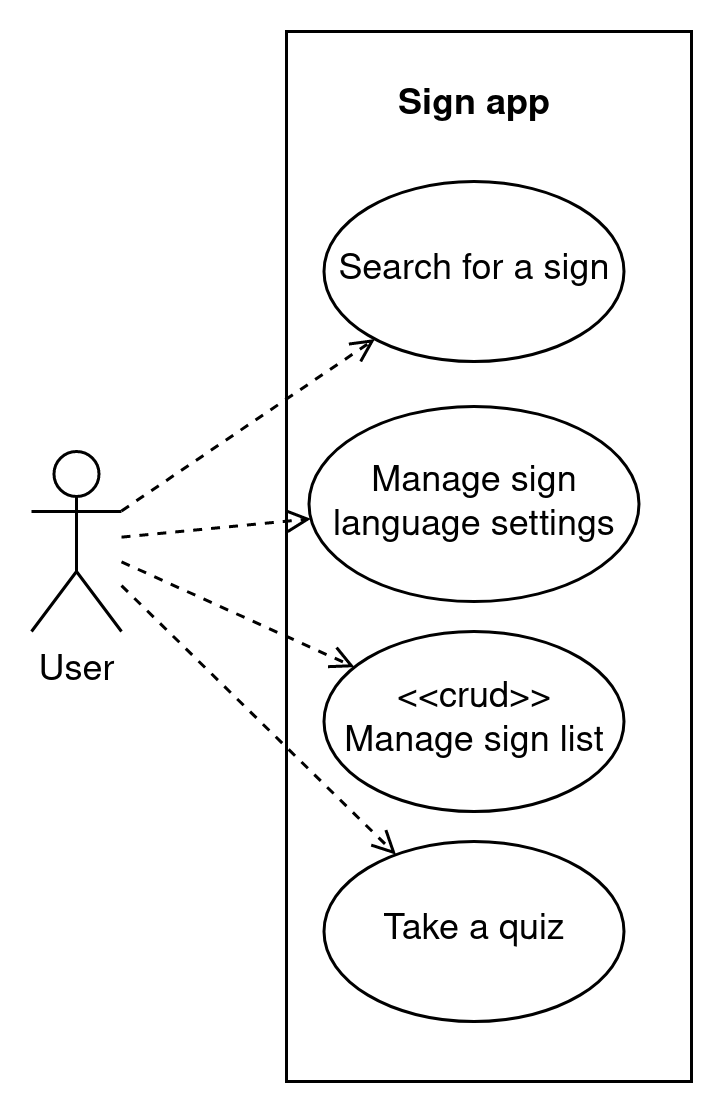 Sign app
Search for a sign
Manage sign
language settings
User
<<crud>>
Manage sign list
Take a quiz